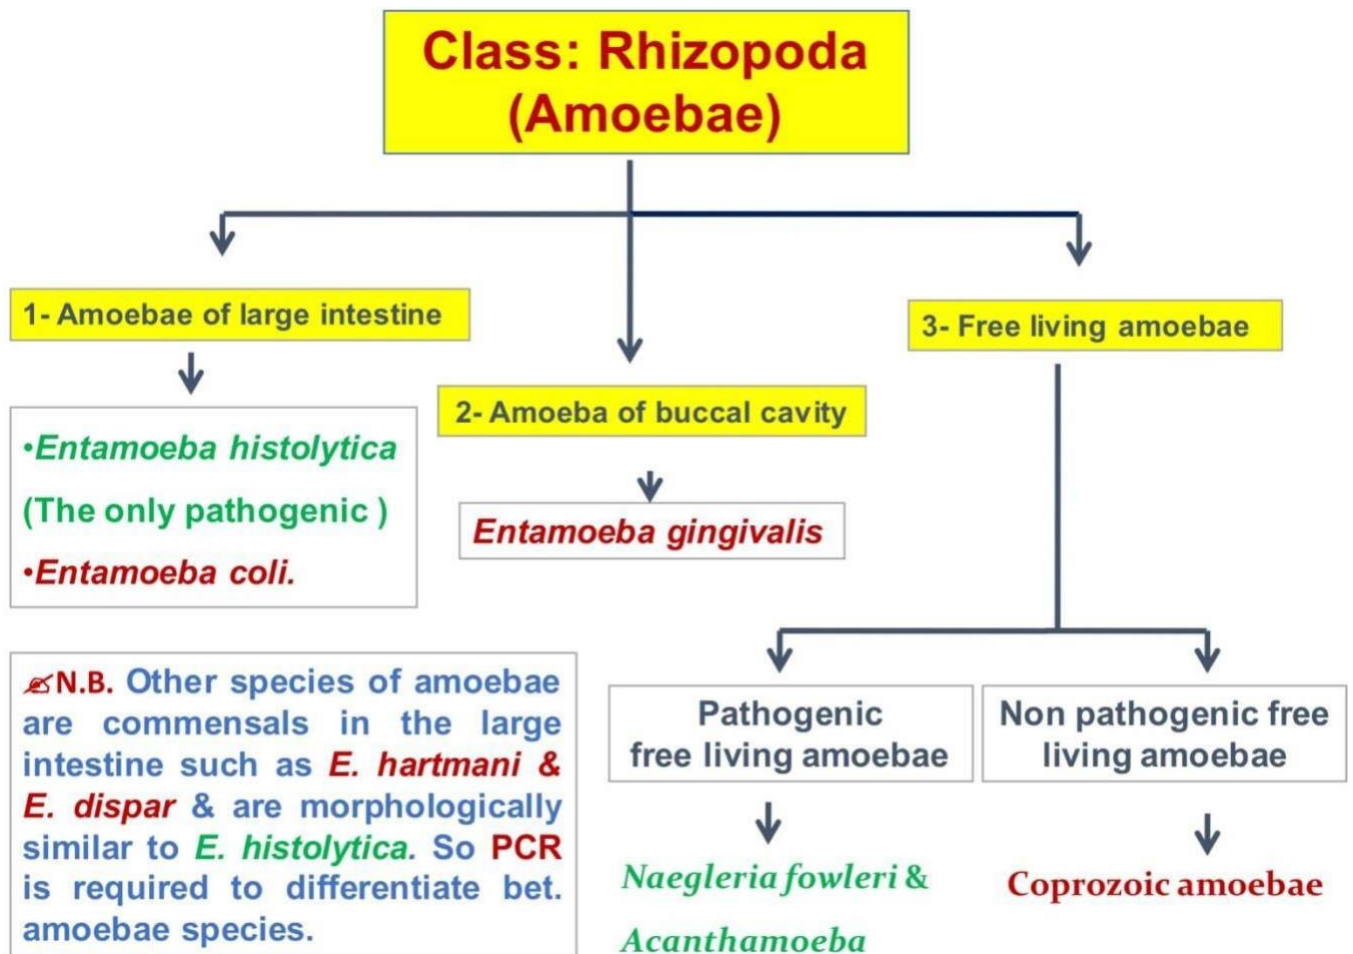 Class: Rhizopoda
(Amoebae)
1- Amoebae of large intestine
•Entamoeba histolytica
(The only pathogenic )
•Entamoeba coli.
2- Amoeba of buccal cavity
Entamoeba gingivalis
3- Free living amoebae
Pathogenic
free living amoebae
Naegleria fowleri &
Acanthamoeba
Non pathogenic free
living amoebae
Coprozoic amoebae
✍N.B. Other species of amoebae
are commensals in the large
intestine such as E. hartmani &
E. dispar & are morphologically
similar to E. histolytica. So PCR
is required to differentiate bet.
amoebae species.